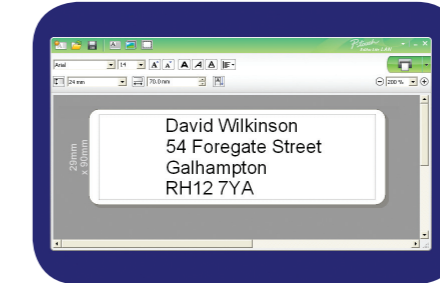 Arial
14
A A A A A
24 mm
70.0 mm
200 %
29mm
x 90mm
David Wilkinson
54 Foregate Street
Galhampton
RH12 7YA